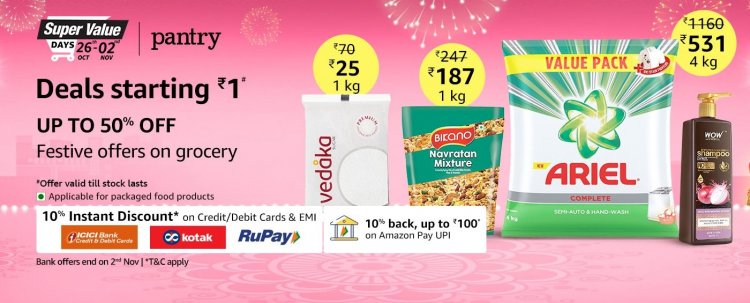 Super Value
DAYS 26th-02nd
OCT NOV
pantry
Deals starting ₹1#
UP TO 50% OFF
Festive offers on grocery
*Offer valid till stock lasts
Applicable for packaged food products
10% Instant Discount* on Credit/Debit Cards & EMI
ICICI Bank
Credit & Debit Cards
kotak
RuPay
10% back, up to ₹100*
on Amazon Pay UPI
Bank offers end on 2nd Nov | *T&C apply
₹70
₹25
1 kg
vedaka
₹247
₹187
1 kg
BIKANO
Navratan
Mixture
₹1160
₹531
4 kg
VALUE PACK
NEW
ARIEL
COMPLETE
SEMI-AUTO & HAND-WASH
4 kg
WOW
shampoo